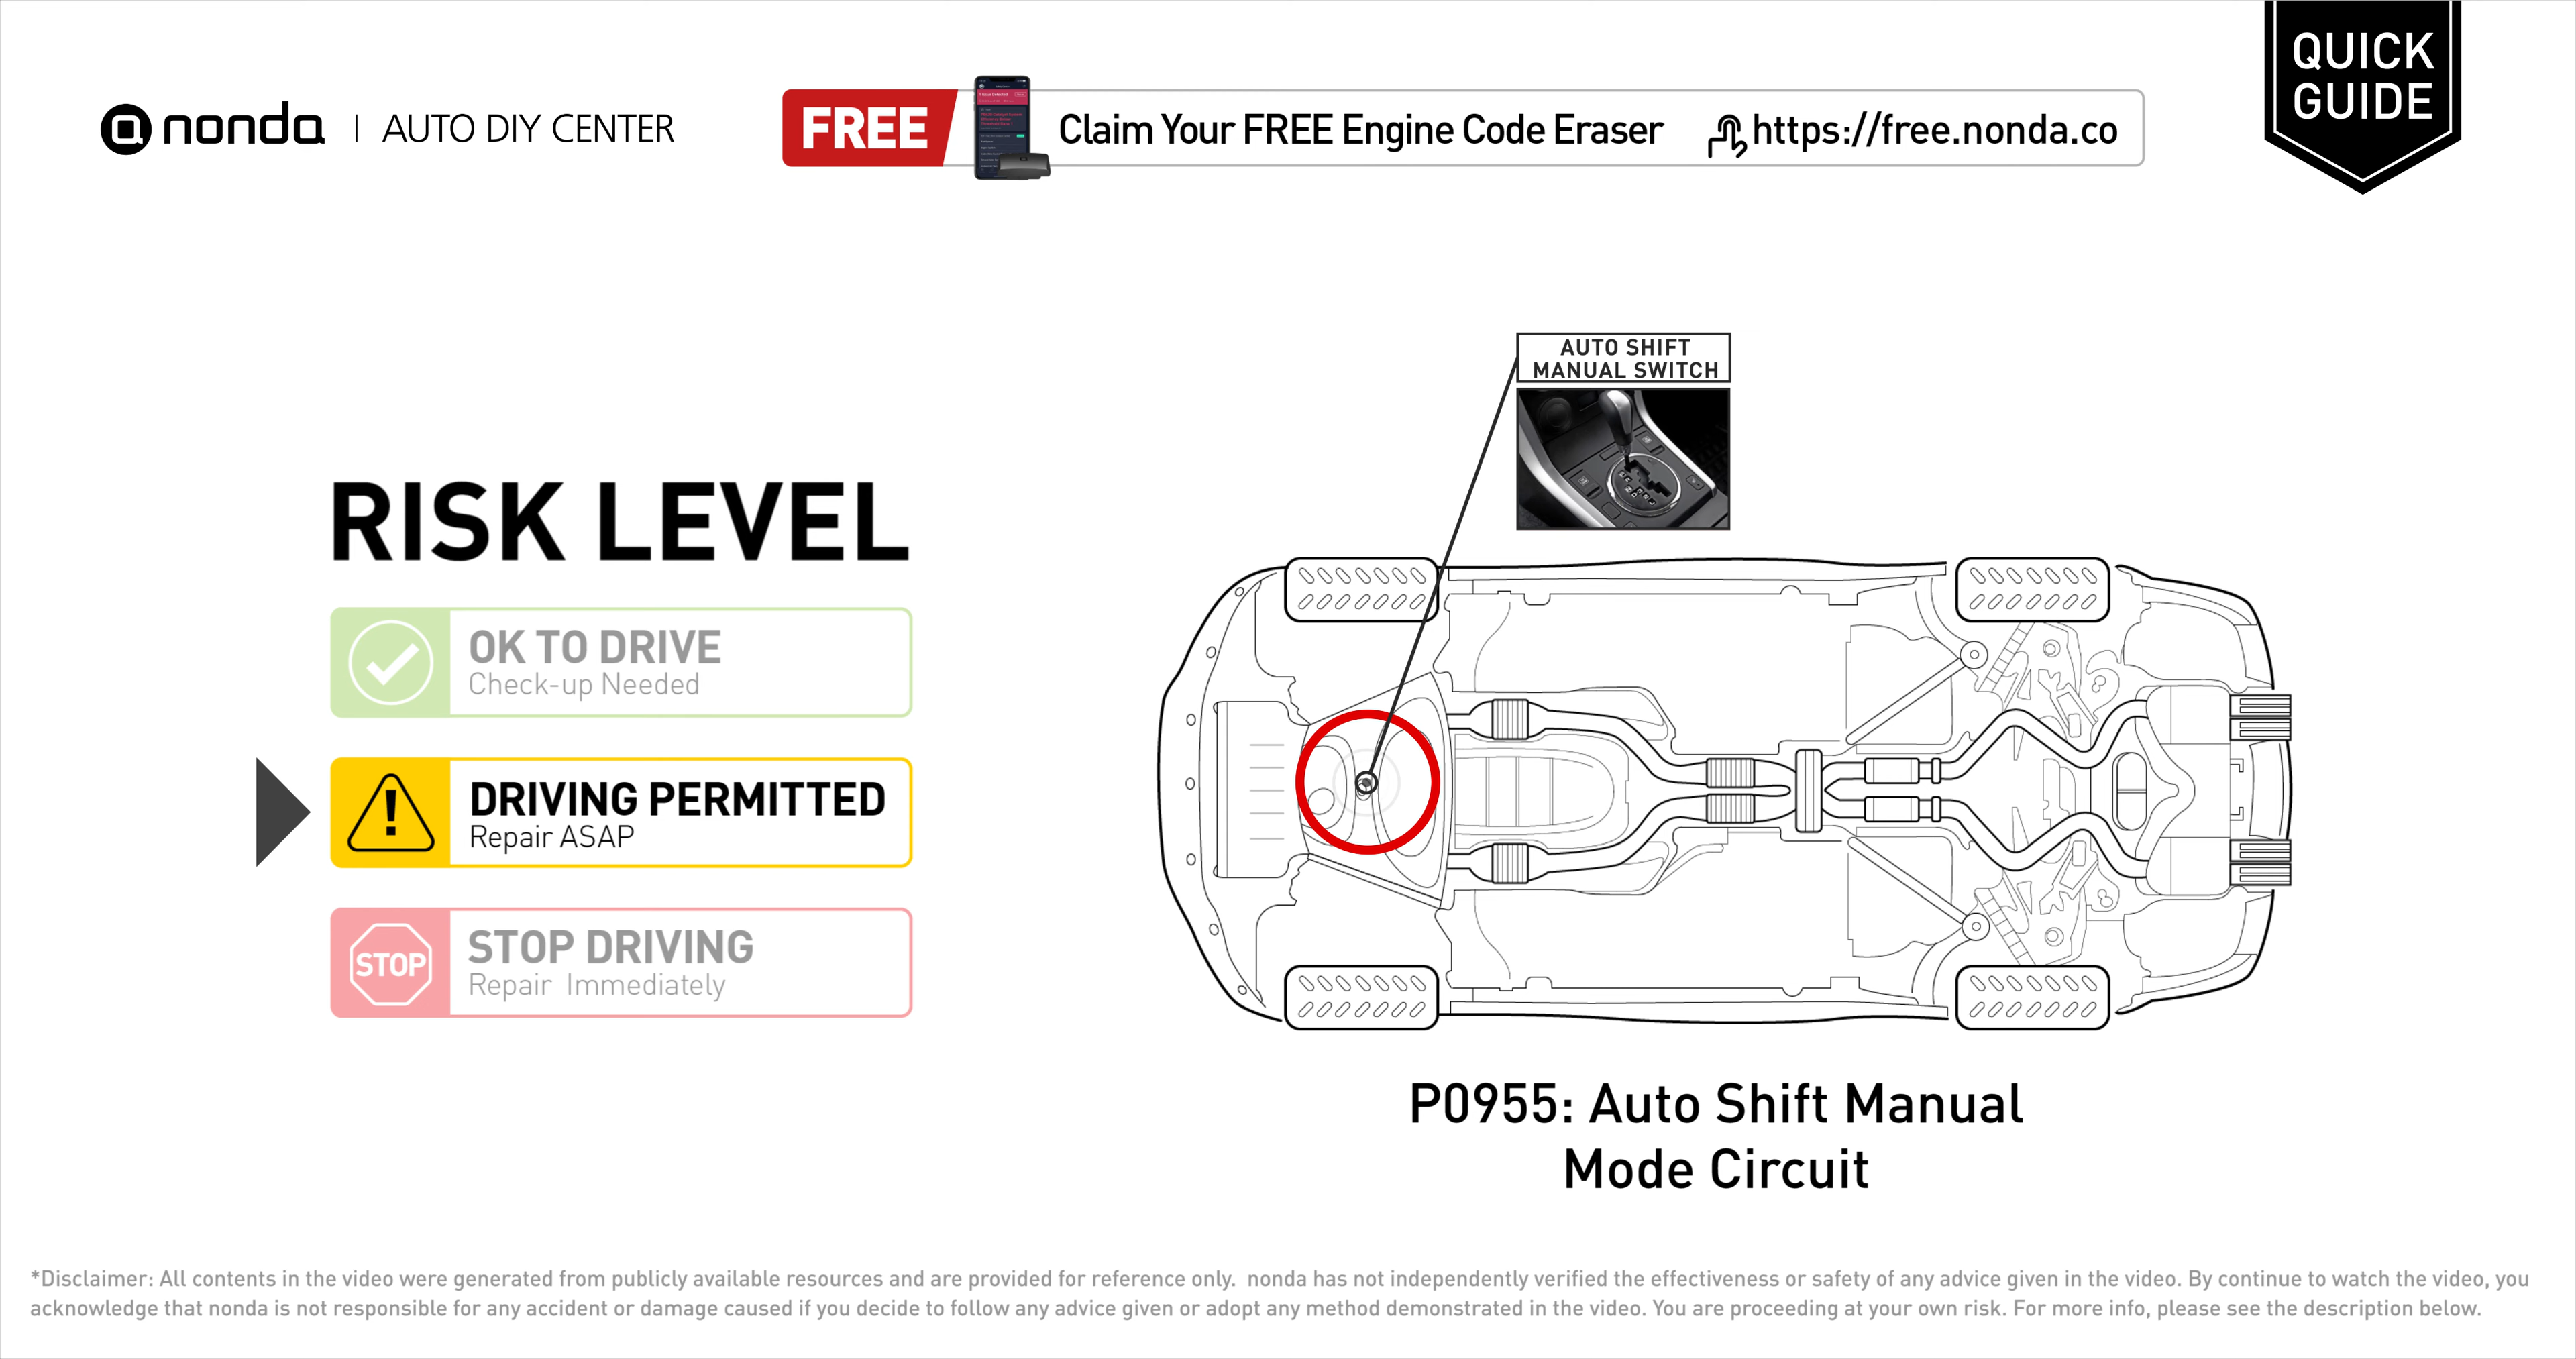 nonda | AUTO DIY CENTER
FREE
Claim Your FREE Engine Code Eraser
https://free.nonda.co
QUICK
GUIDE
AUTO SHIFT
MANUAL SWITCH
RISK LEVEL
OK TO DRIVE
Check-up Needed
DRIVING PERMITTED
Repair ASAP
STOP
STOP DRIVING
Repair Immediately
P0955: Auto Shift Manual
Mode Circuit
*Disclaimer: All contents in the video were generated from publicly available resources and are provided for reference only. nonda has not independently verified the effectiveness or safety of any advice given in the video. By continue to watch the video, you
acknowledge that nonda is not responsible for any accident or damage caused if you decide to follow any advice given or adopt any method demonstrated in the video. You are proceeding at your own risk. For more info, please see the description below.